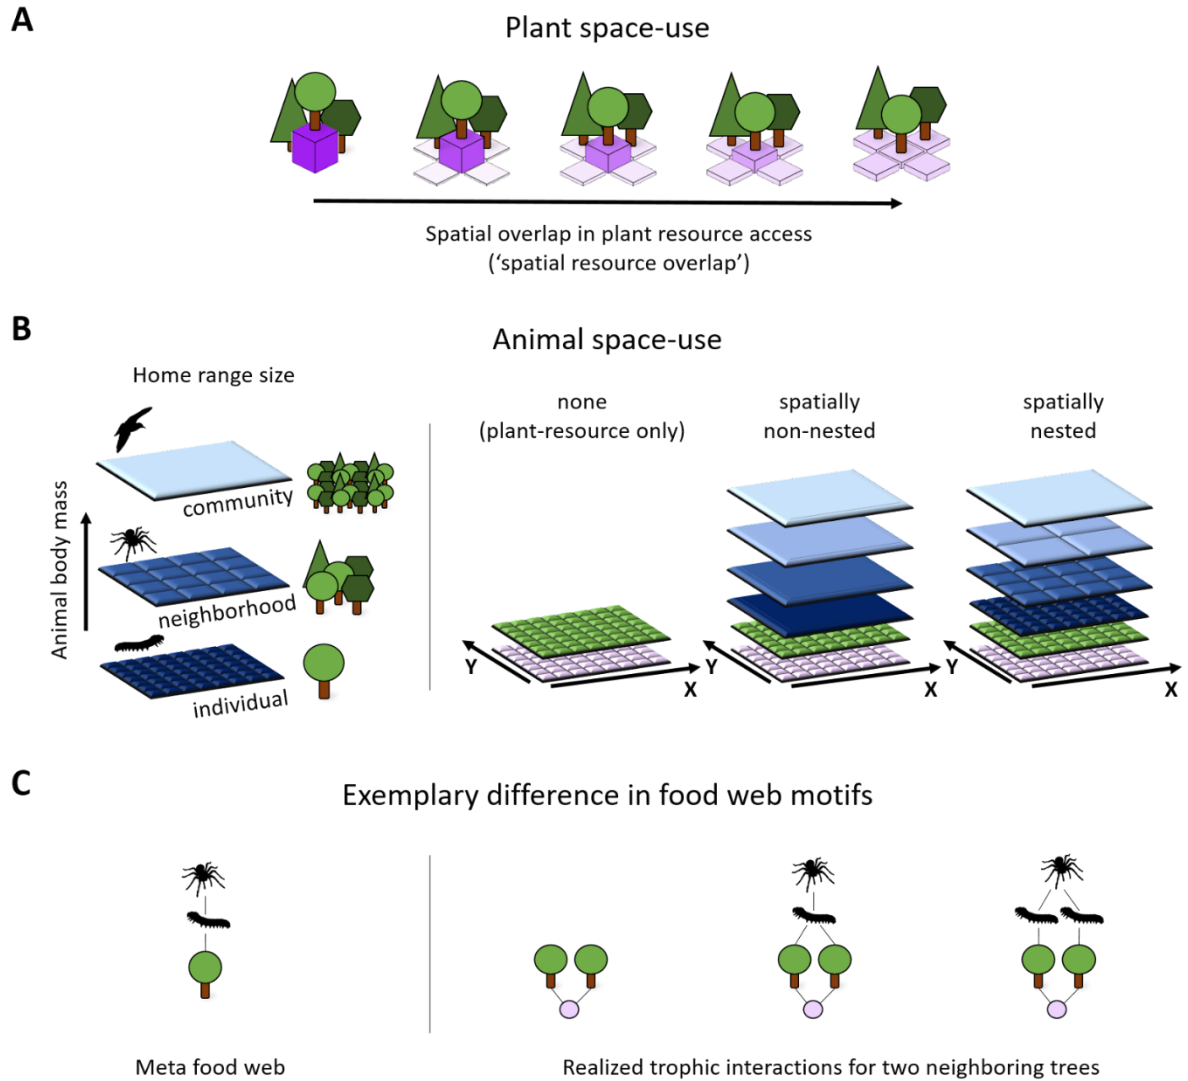 A
Plant space-use
Spatial overlap in plant resource access
(‘spatial resource overlap’)
B
Animal space-use
Home range size
Animal body mass
community
neighborhood
individual
none
(plant-resource only)
spatially
non-nested
spatially
nested
Y
X
Y
X
Y
X
C
Exemplary difference in food web motifs
Meta food web
Realized trophic interactions for two neighboring trees